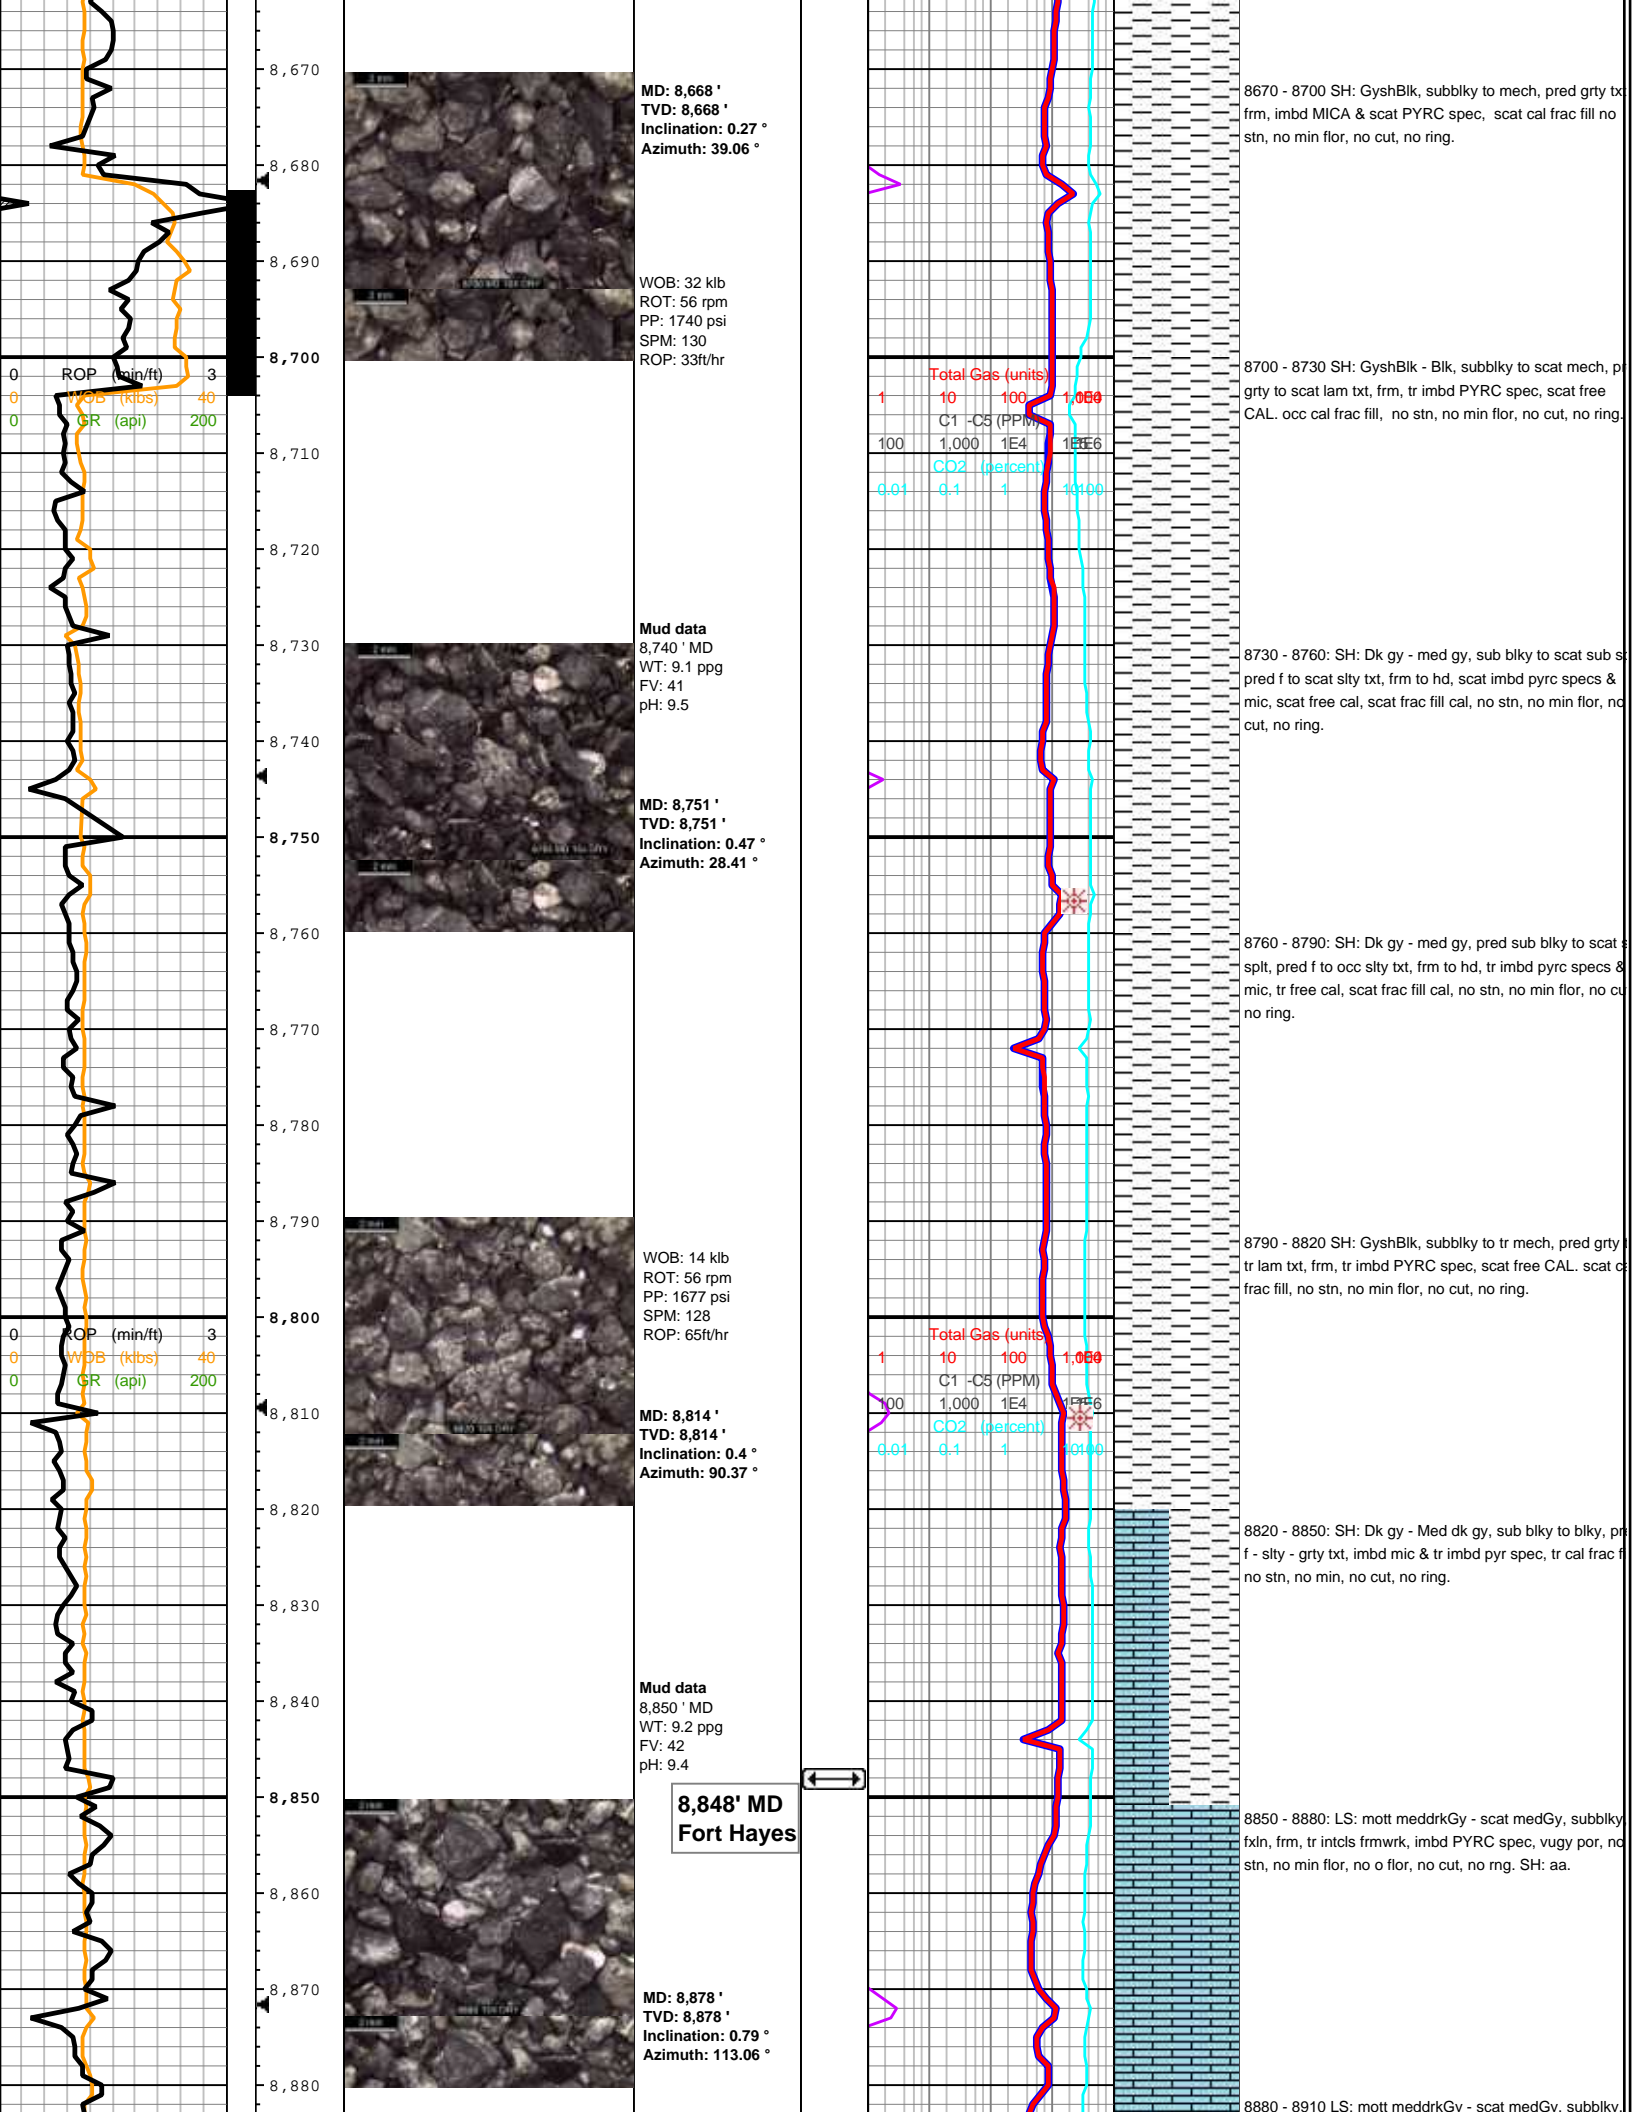 8,670
8,680
8,690
8,700
0 ROP (min/ft) 3
0 WOB (klbs) 40
0 GR (api) 200
8,710
8,720
8,730
8,740
8,750
8,760
8,770
8,780
8,790
8,800
0 ROP (min/ft) 3
0 WOB (klbs) 40
0 GR (api) 200
8,810
8,820
8,830
8,840
8,850
8,860
8,870
8,880
MD: 8,668 '
TVD: 8,668 '
Inclination: 0.27 °
Azimuth: 39.06 °
WOB: 32 klb
ROT: 56 rpm
PP: 1740 psi
SPM: 130
ROP: 33ft/hr
Mud data
8,740 ' MD
WT: 9.1 ppg
FV: 41
pH: 9.5
MD: 8,751 '
TVD: 8,751 '
Inclination: 0.47 °
Azimuth: 28.41 °
WOB: 14 klb
ROT: 56 rpm
PP: 1677 psi
SPM: 128
ROP: 65ft/hr
MD: 8,814 '
TVD: 8,814 '
Inclination: 0.4 °
Azimuth: 90.37 °
Mud data
8,850 ' MD
WT: 9.2 ppg
FV: 42
pH: 9.4
8,848' MD
Fort Hayes
MD: 8,878 '
TVD: 8,878 '
Inclination: 0.79 °
Azimuth: 113.06 °
Total Gas (units)
1 10 100
C1 -C5 (PPM)
100 1,000 1E4
CO2 (percent)
0.01 0.1 1
Total Gas (units)
1 10 100
C1 -C5 (PPM)
100 1,000 1E4
CO2 (percent)
0.01 0.1 1
8670 - 8700 SH: GyshBlk, subblky to mech, pred grty
frm, imbd MICA & scat PYRC spec, scat cal frac fill no
stn, no min flor, no cut, no ring.
8700 - 8730 SH: GyshBlk - Blk, subblky to scat mech,
grty to scat lam txt, frm, tr imbd PYRC spec, scat free
CAL. occ cal frac fill, no stn, no min flor, no cut, no ring.
8730 - 8760: SH: Dk gy - med gy, sub blky to scat sub
pred f to scat slty txt, frm to hd, scat imbd pyrc specs &
mic, scat free cal, scat frac fill cal, no stn, no min flor, no
cut, no ring.
8760 - 8790: SH: Dk gy - med gy, pred sub blky to scat
splt, pred f to occ slty txt, frm to hd, tr imbd pyrc specs &
mic, tr free cal, scat frac fill cal, no stn, no min flor, no
no ring.
8790 - 8820 SH: GyshBlk, subblky to tr mech, pred grty
tr lam txt, frm, tr imbd PYRC spec, scat free CAL. scat
frac fill, no stn, no min flor, no cut, no ring.
8820 - 8850: SH: Dk gy - Med dk gy, sub blky to blky,
f - slty - grty txt, imbd mic & tr imbd pyr spec, tr cal frac
no stn, no min, no cut, no ring.
8850 - 8880: LS: mott meddrkGy - scat medGy, subblky,
fxln, frm, tr intcls frmwrk, imbd PYRC spec, vugy por, no
stn, no min flor, no o flor, no cut, no rng. SH: aa.
8880 - 8910 LS: mott meddrkGy - scat medGy, subblky,